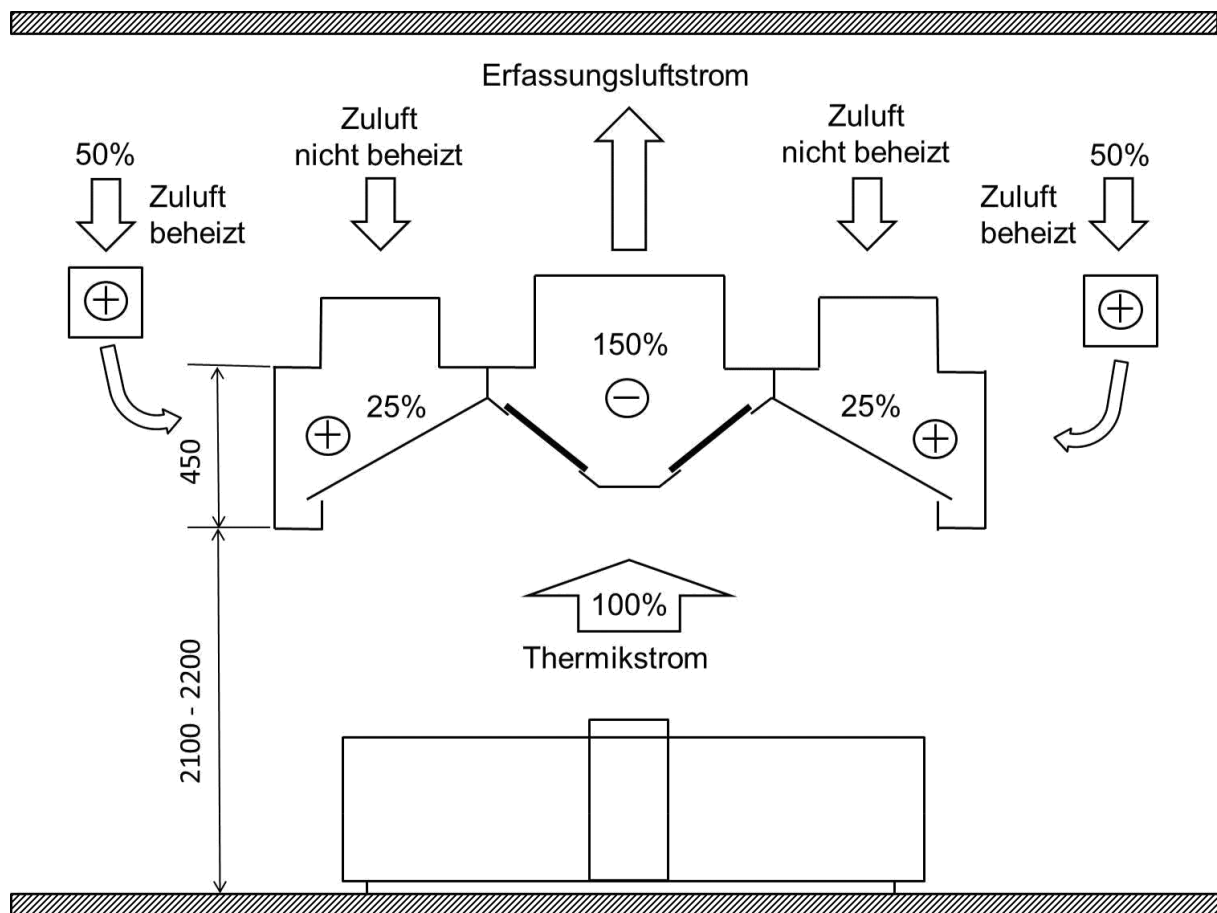 Erfassungsluftstrom
50%
Zuluft
beheizt
Zuluft
nicht beheizt
Zuluft
nicht beheizt
50%
Zuluft
beheizt
150%
25%
25%
450
100%
Thermikstrom
2100 - 2200